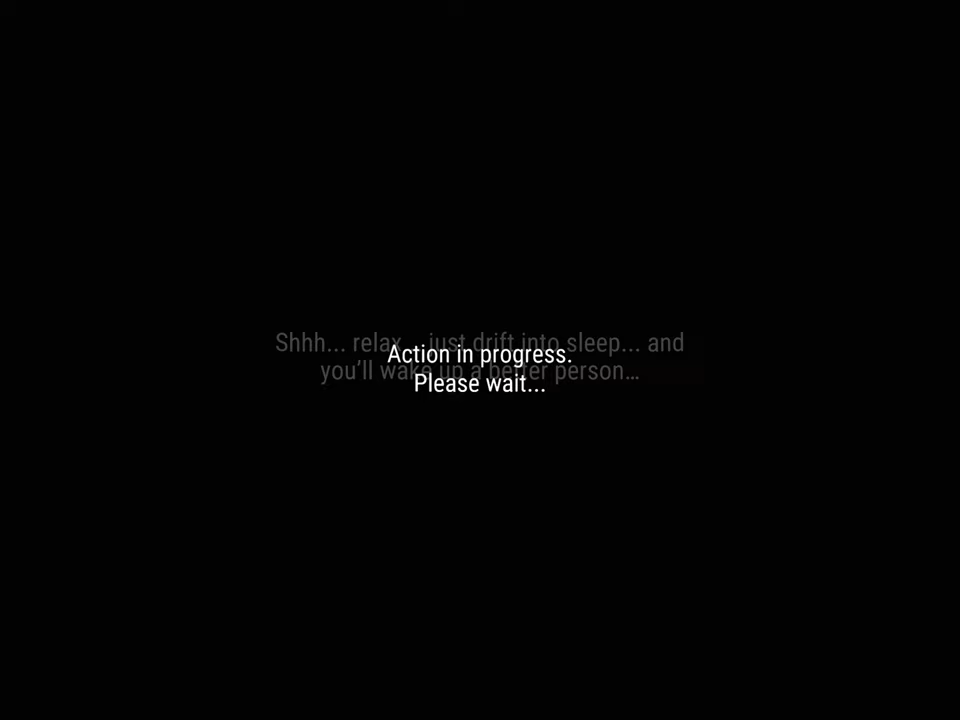 Shhh... relax... just drift into sleep... and
Action in progress.
you'll wake up a better person...
Please wait...